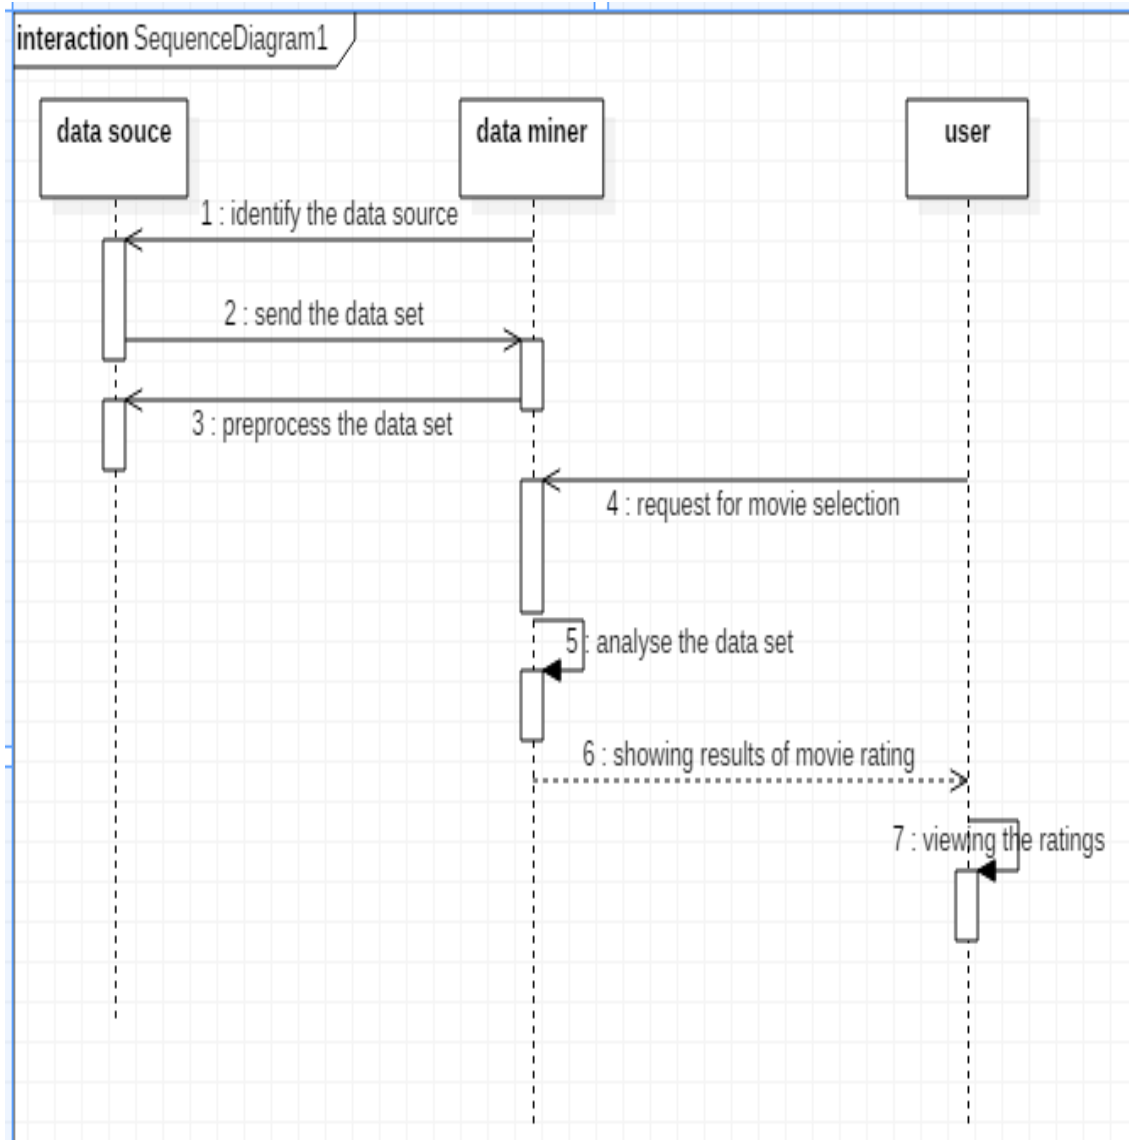 interaction SequenceDiagram1
data souce
data miner
user
1 : identify the data source
2 : send the data set
3 : preprocess the data set
4 : request for movie selection
5 : analyse the data set
6 : showing results of movie rating
7 : viewing the ratings